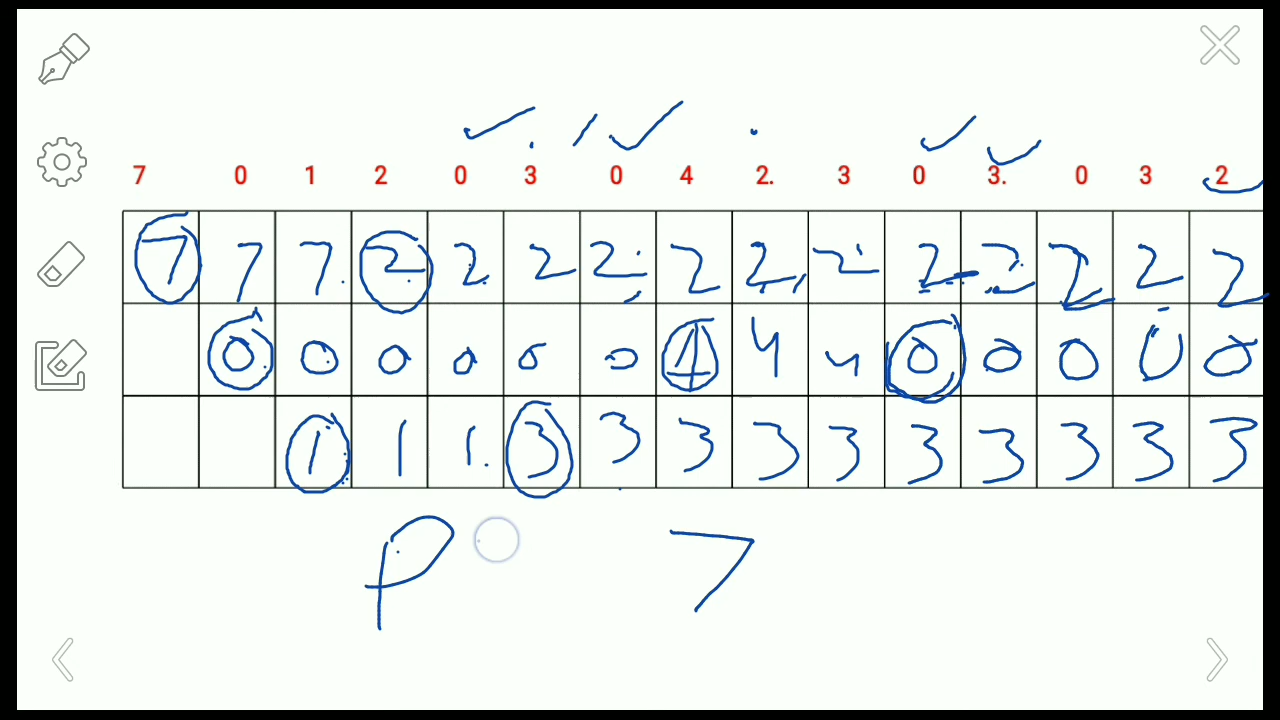 7 0 1 2 0 3 0 4 2. 3 0 3. 0 3 2
7 7 7 2 2 2 2 2 2 2 2 2 2 2 2
0 0 0 0 0 0 4 4 4 0 0 0 0 0
1 1 1 3 3 3 3 3 3 3 3 3 3
P 7